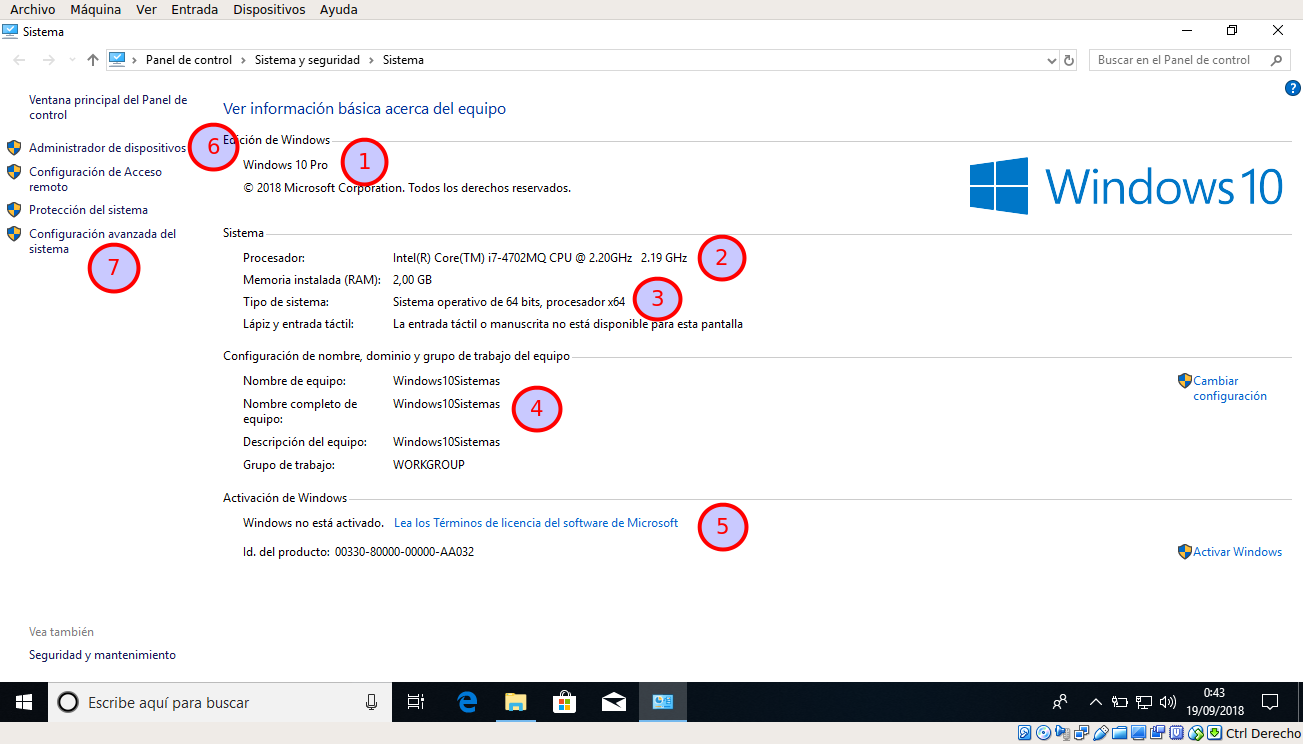 Archivo Máquina Ver Entrada Dispositivos Ayuda
Sistema
Panel de control > Sistema y seguridad > Sistema
Buscar en el Panel de control
Ventana principal del Panel de
control
Administrador de dispositivos
6
Configuración de Acceso
remoto
Protección del sistema
Configuración avanzada del
sistema
7
Ver información básica acerca del equipo
Edición de Windows
Windows 10 Pro
1
© 2018 Microsoft Corporation. Todos los derechos reservados.
Windows 10
Sistema
Procesador: Intel(R) Core(TM) i7-4702MQ CPU @ 2.20GHz 2.19 GHz
2
Memoria instalada (RAM): 2,00 GB
Tipo de sistema: Sistema operativo de 64 bits, procesador x64
3
Lápiz y entrada táctil: La entrada táctil o manuscrita no está disponible para esta pantalla
Configuración de nombre, dominio y grupo de trabajo del equipo
Nombre de equipo: Windows10Sistemas
Cambiar
configuración
Nombre completo de Windows10Sistemas
equipo:
4
Descripción del equipo: Windows10Sistemas
Grupo de trabajo: WORKGROUP
Activación de Windows
Windows no está activado. Lea los Términos de licencia del software de Microsoft
5
Id. del producto: 00330-80000-00000-AA032
Activar Windows
Vea también
Seguridad y mantenimiento
Escribe aquí para buscar
0:43
19/09/2018
Ctrl Derecho